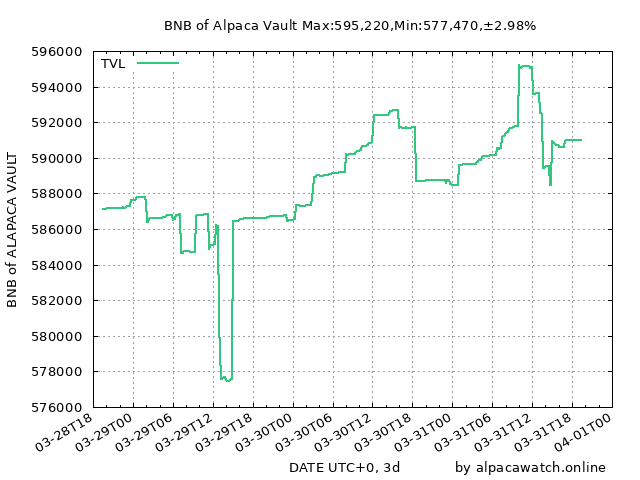 BNB of Alpaca Vault Max:595,220,Min:577,470,±2.98%
596000
TVL
594000
592000
590000
588000
586000
584000
582000
580000
578000
576000
BNB of ALAPACA VAULT
03-28T18
03-29T00
03-29T06
03-29T12
03-29T18
03-30T00
03-30T06
03-30T12
03-30T18
03-31T00
03-31T06
03-31T12
03-31T18
04-01T00
DATE UTC+0, 3d
by alpacawatch.online